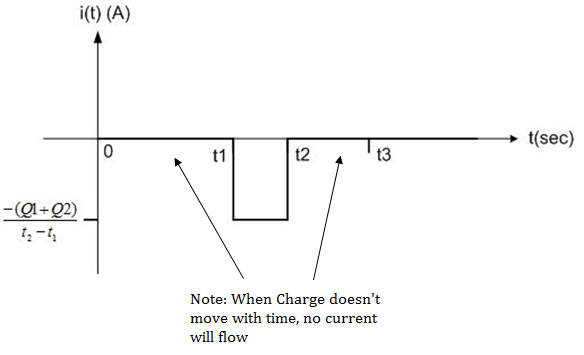 i(t) (A)
t(sec)
0
t1
t2
t3
-(Q1+Q2)
t₂-t₁
Note: When Charge doesn't
move with time, no current
will flow